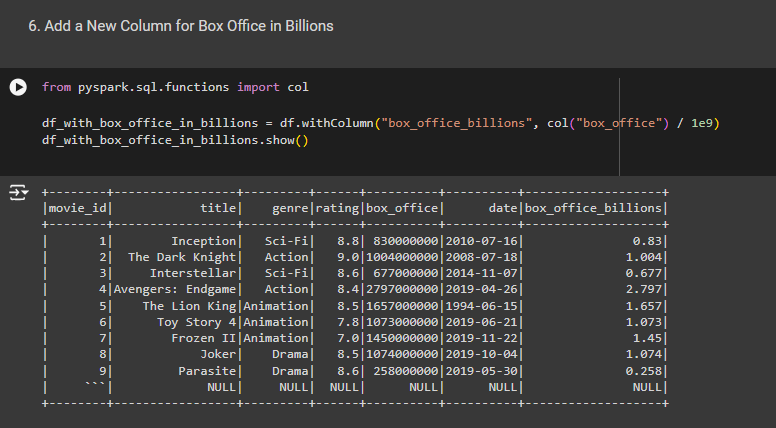 6. Add a New Column for Box Office in Billions
from pyspark.sql.functions import col
df_with_box_office_in_billions = df.withColumn("box_office_billions", col("box_office") / 1e9)
df_with_box_office_in_billions.show()
+--------+-----------------+---------+------+----------+----------+-------------------+
|movie_id|            title|    genre|rating|box_office|      date|box_office_billions|
+--------+-----------------+---------+------+----------+----------+-------------------+
|       1|        Inception|   Sci-Fi|   8.8| 830000000|2010-07-16|               0.83|
|       2|  The Dark Knight|   Action|   9.0|1004000000|2008-07-18|              1.004|
|       3|     Interstellar|   Sci-Fi|   8.6| 677000000|2014-11-07|              0.677|
|       4|Avengers: Endgame|   Action|   8.4|2797000000|2019-04-26|              2.797|
|       5|    The Lion King|Animation|   8.5|1657000000|1994-06-15|              1.657|
|       6|      Toy Story 4|Animation|   7.8|1073000000|2019-06-21|              1.073|
|       7|        Frozen II|Animation|   7.0|1450000000|2019-11-22|               1.45|
|       8|            Joker|    Drama|   8.5|1074000000|2019-10-04|              1.074|
|       9|         Parasite|    Drama|   8.6| 258000000|2019-05-30|              0.258|
|     ```|             NULL|     NULL|  NULL|      NULL|      NULL|               NULL|
+--------+-----------------+---------+------+----------+----------+-------------------+